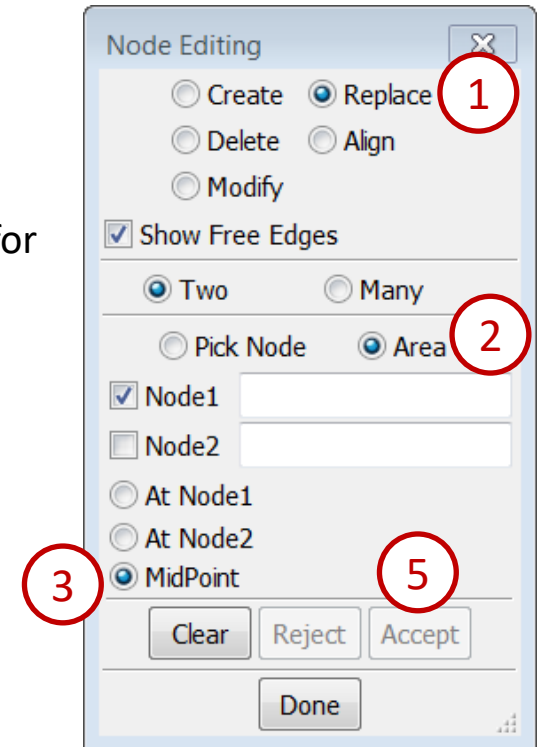 Node Editing
Create Replace 1
Delete Align
Modify
for
Show Free Edges
Two Many
Pick Node Area 2
Node1
Node2
At Node1
At Node2
3 MidPoint 5
Clear Reject Accept
Done